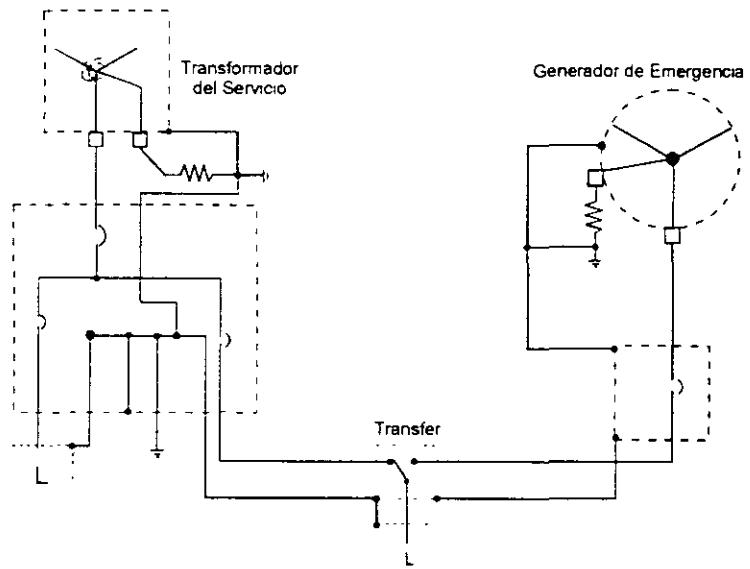 Transformador
del Servicio
Generador de Emergencia
Transfer
L
L